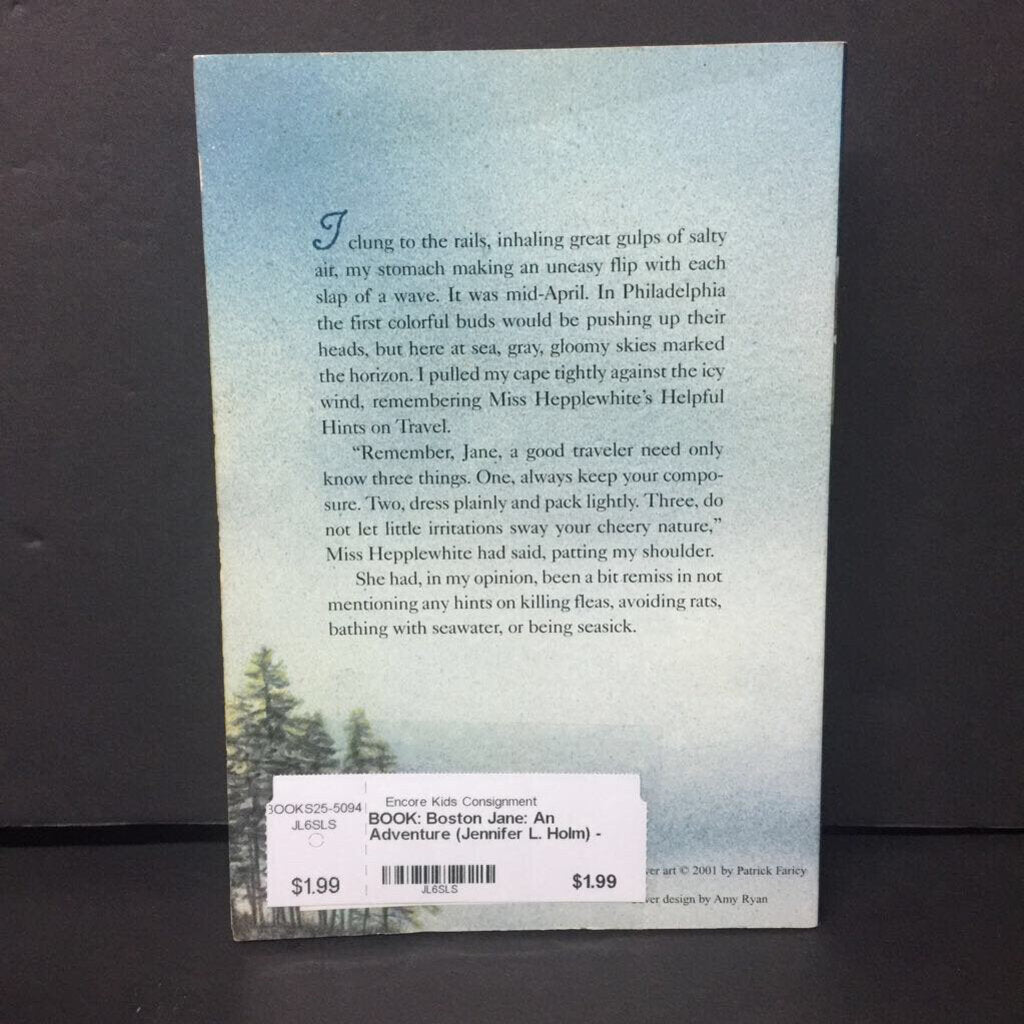 I clung to the rails, inhaling great gulps of salty
air, my stomach making an uneasy flip with each
slap of a wave. It was mid-April. In Philadelphia
the first colorful buds would be pushing up their
heads, but here at sea, gray, gloomy skies marked
the horizon. I pulled my cape tightly against the icy
wind, remembering Miss Hepplewhite's Helpful
Hints on Travel.
“Remember, Jane, a good traveler need only
know three things. One, always keep your compo-
sure. Two, dress plainly and pack lightly. Three, do
not let little irritations sway your cheery nature,”
Miss Hepplewhite had said, patting my shoulder.
She had, in my opinion, been a bit remiss in not
mentioning any hints on killing fleas, avoiding rats,
bathing with seawater, or being seasick.
BOOKS25-5094
JL6SLS
$1.99
Encore Kids Consignment
BOOK: Boston Jane: An
Adventure (Jennifer L. Holm) -
JL6SLS
$1.99
art © 2001 by Patrick Faricy
design by Amy Ryan